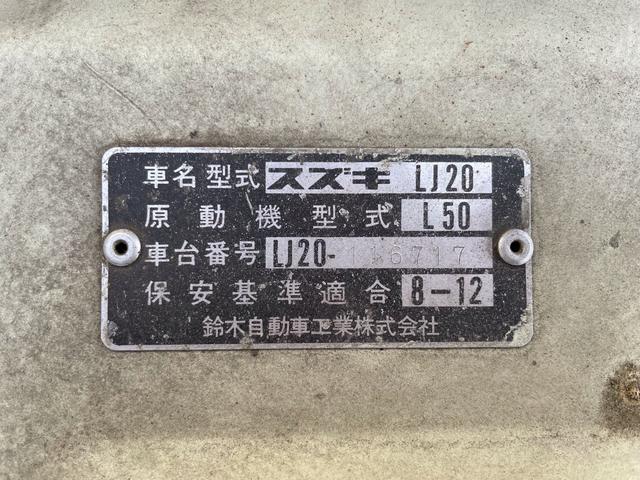 車名型式 スズキ LJ20
原動機型式 L50
車台番号 LJ20-116717
保安基準適合 8-12
鈴木自動車工業株式会社